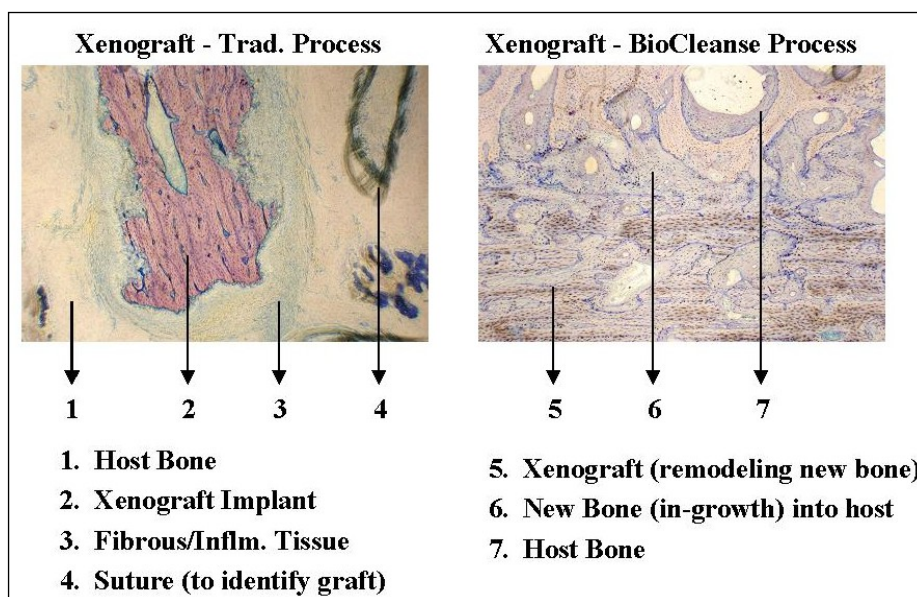 Xenograft - Trad. Process
Xenograft - BioCleanse Process
1
2
3
4
5
6
7
1. Host Bone
2. Xenograft Implant
3. Fibrous/Inflm. Tissue
4. Suture (to identify graft)
5. Xenograft (remodeling new bone)
6. New Bone (in-growth) into host
7. Host Bone